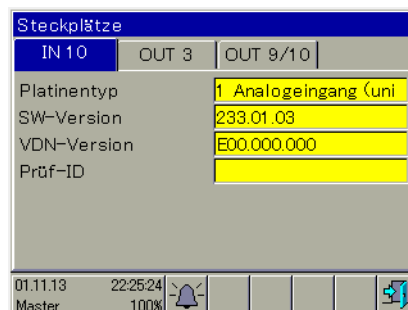 Steckplätze
IN 10 OUT 3 OUT 9/10
Platinentyp 1 Analogeingang (uni
SW-Version 233.01.03
VDN-Version E00.000.000
Prüf-ID
01.11.13 22:25:24
Master 100%